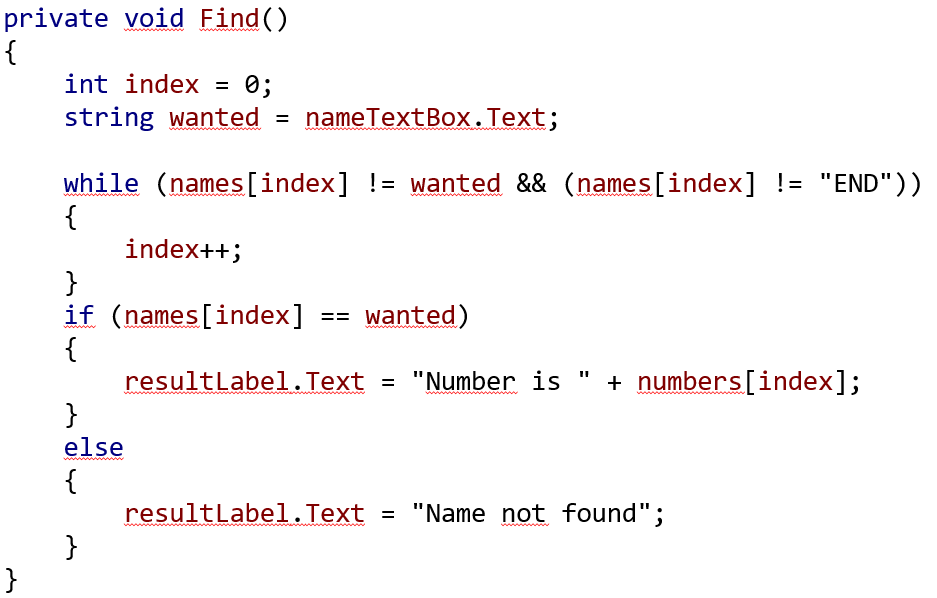 private void Find()
{
    int index = 0;
    string wanted = nameTextBox.Text;

    while (names[index] != wanted && (names[index] != "END"))
    {
        index++;
    }
    if (names[index] == wanted)
    {
        resultLabel.Text = "Number is " + numbers[index];
    }
    else
    {
        resultLabel.Text = "Name not found";
    }
}